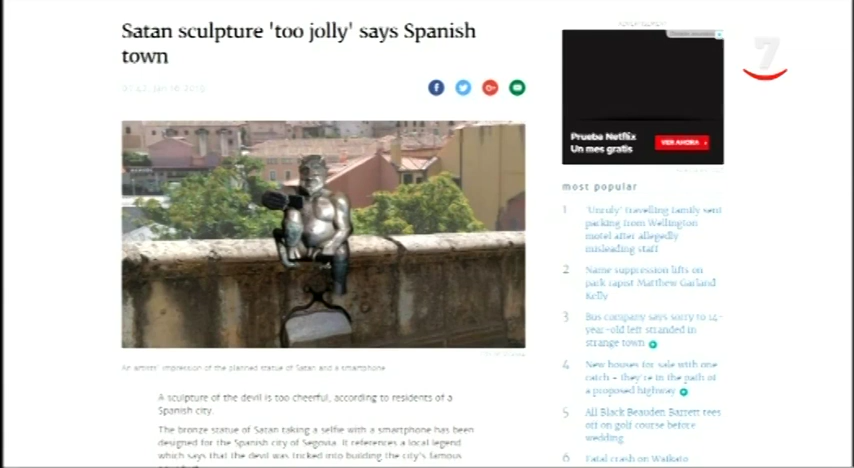 Satan sculpture 'too jolly' says Spanish
town
ADVERTISEMENT
7
Prueba Netflix
Un mes gratis
VER AHORA
An artists' impression of the planned statue of Satan and a smartphone
A sculpture of the devil is too cheerful, according to residents of a
Spanish city.
The bronze statue of Satan taking a selfie with a smartphone has been
designed for the Spanish city of Segovia. It references a local legend
which says that the devil was tricked into building the city's famous
most popular
1 'Unruly' travelling family sent
packing from Wellington
motel after allegedly
misleading staff
2 Name suppression lifts on
park rapist Matthew Garland
Kelly
3 Bus company says sorry to 14-
year-old left stranded in
strange town
4 New houses for sale with one
catch - they're in the path of
a proposed highway
5 All Black Beauden Barrett tees
off on golf course before
wedding
6 Fatal crash on Waikato